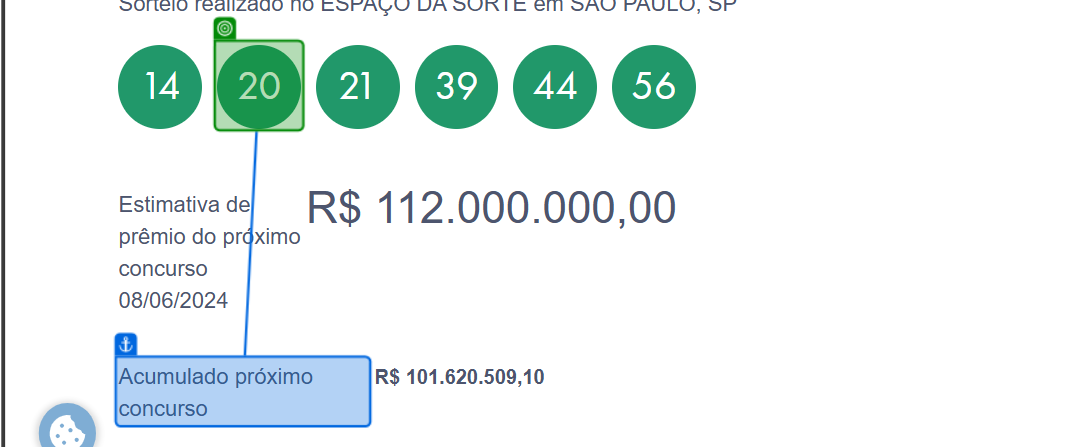 Sorteio realizado no ESPAÇO DA SORTE em SÃO PAULO, SP
14 20 21 39 44 56
Estimativa de
prêmio do próximo
concurso
08/06/2024
R$ 112.000.000,00
Acumulado próximo
concurso
R$ 101.620.509,10